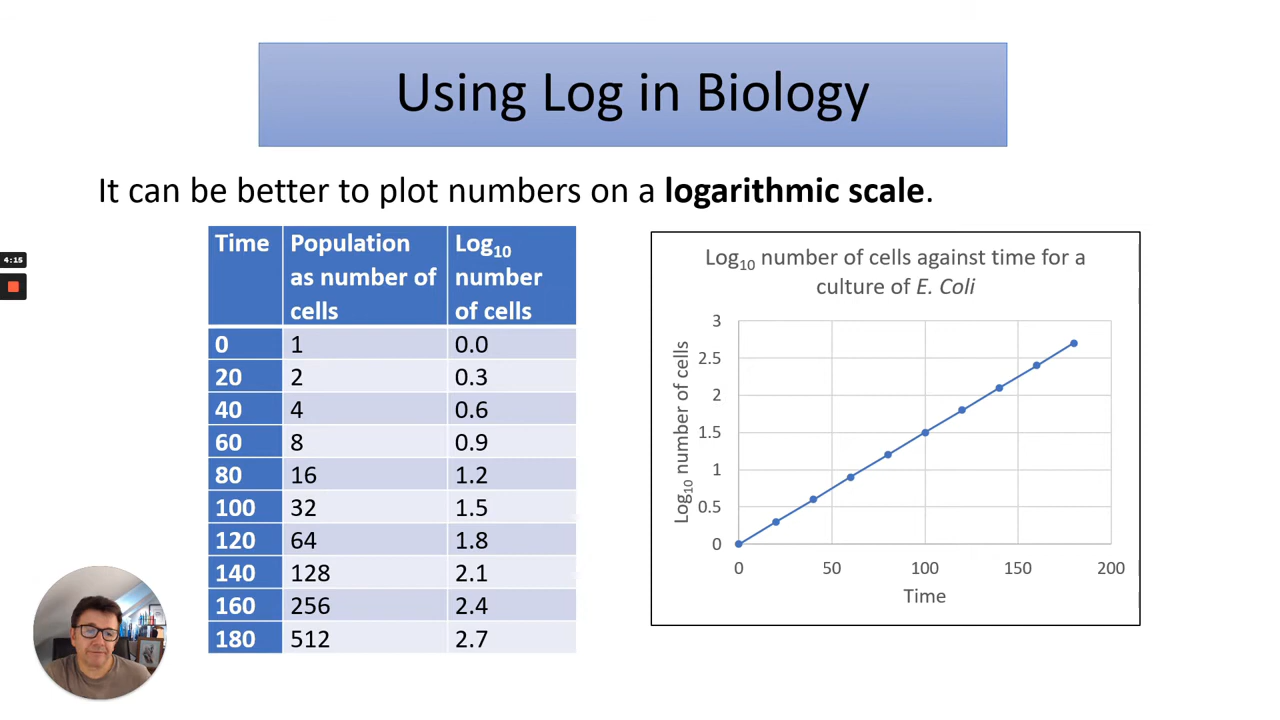 Using Log in Biology
It can be better to plot numbers on a logarithmic scale.
4:15
Time Population as number of cells Log₁₀ number of cells
0 1 0.0
20 2 0.3
40 4 0.6
60 8 0.9
80 16 1.2
100 32 1.5
120 64 1.8
140 128 2.1
160 256 2.4
180 512 2.7
Log₁₀ number of cells against time for a
culture of E. Coli
Log₁₀ number of cells
3
2.5
2
1.5
1
0.5
0
0 50 100 150 200
Time